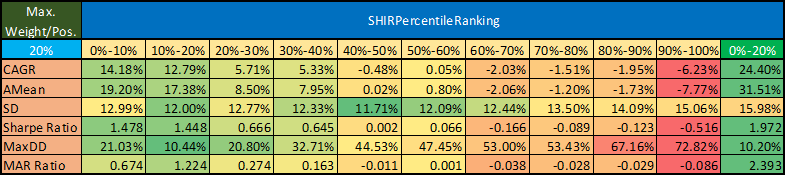 Max. Weight/Pos. SHIRPercentileRanking
20% 0%-10% 10%-20% 20%-30% 30%-40% 40%-50% 50%-60% 60%-70% 70%-80% 80%-90% 90%-100% 0%-20%
CAGR 14.18% 12.79% 5.71% 5.33% -0.48% 0.05% -2.03% -1.51% -1.95% -6.23% 24.40%
AMean 19.20% 17.38% 8.50% 7.95% 0.02% 0.80% -2.06% -1.20% -1.73% -7.77% 31.51%
SD 12.99% 12.00% 12.77% 12.33% 11.71% 12.09% 12.44% 13.50% 14.09% 15.06% 15.98%
Sharpe Ratio 1.478 1.448 0.666 0.645 0.002 0.066 -0.166 -0.089 -0.123 -0.516 1.972
MaxDD 21.03% 10.44% 20.80% 32.71% 44.53% 47.45% 53.00% 53.43% 67.16% 72.82% 10.20%
MAR Ratio 0.674 1.224 0.274 0.163 -0.011 0.001 -0.038 -0.028 -0.029 -0.086 2.393